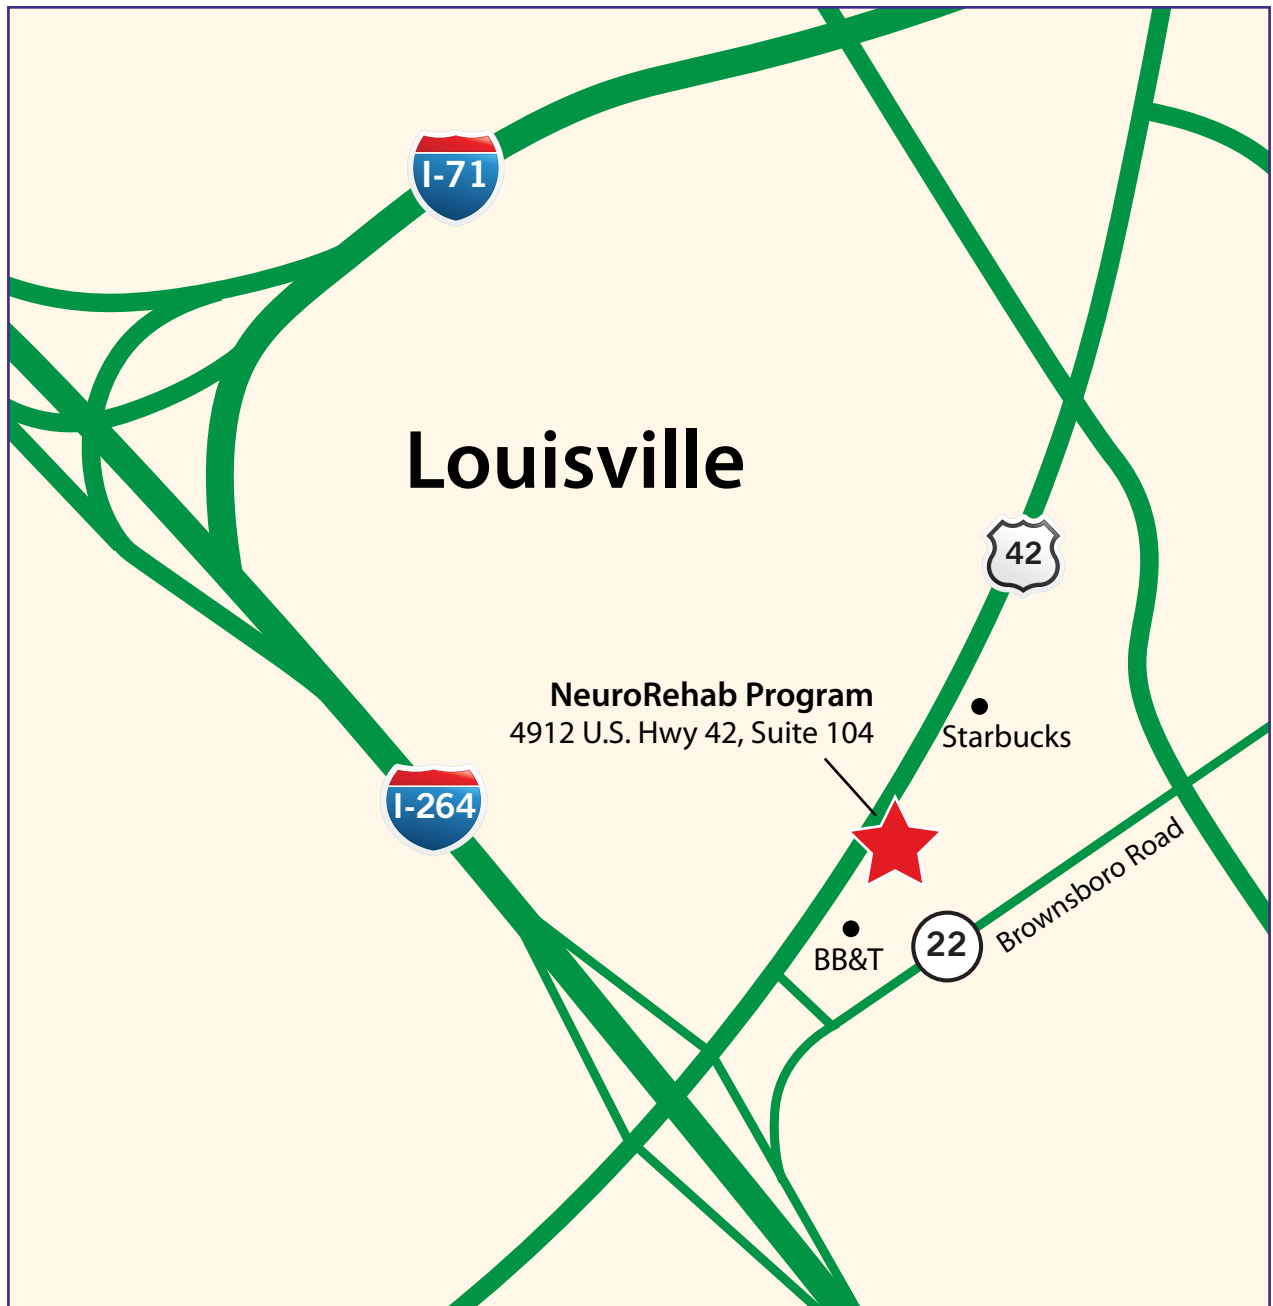 I-71
Louisville
42
NeuroRehab Program
4912 U.S. Hwy 42, Suite 104
Starbucks
I-264
Brownsboro Road
22
BB&T